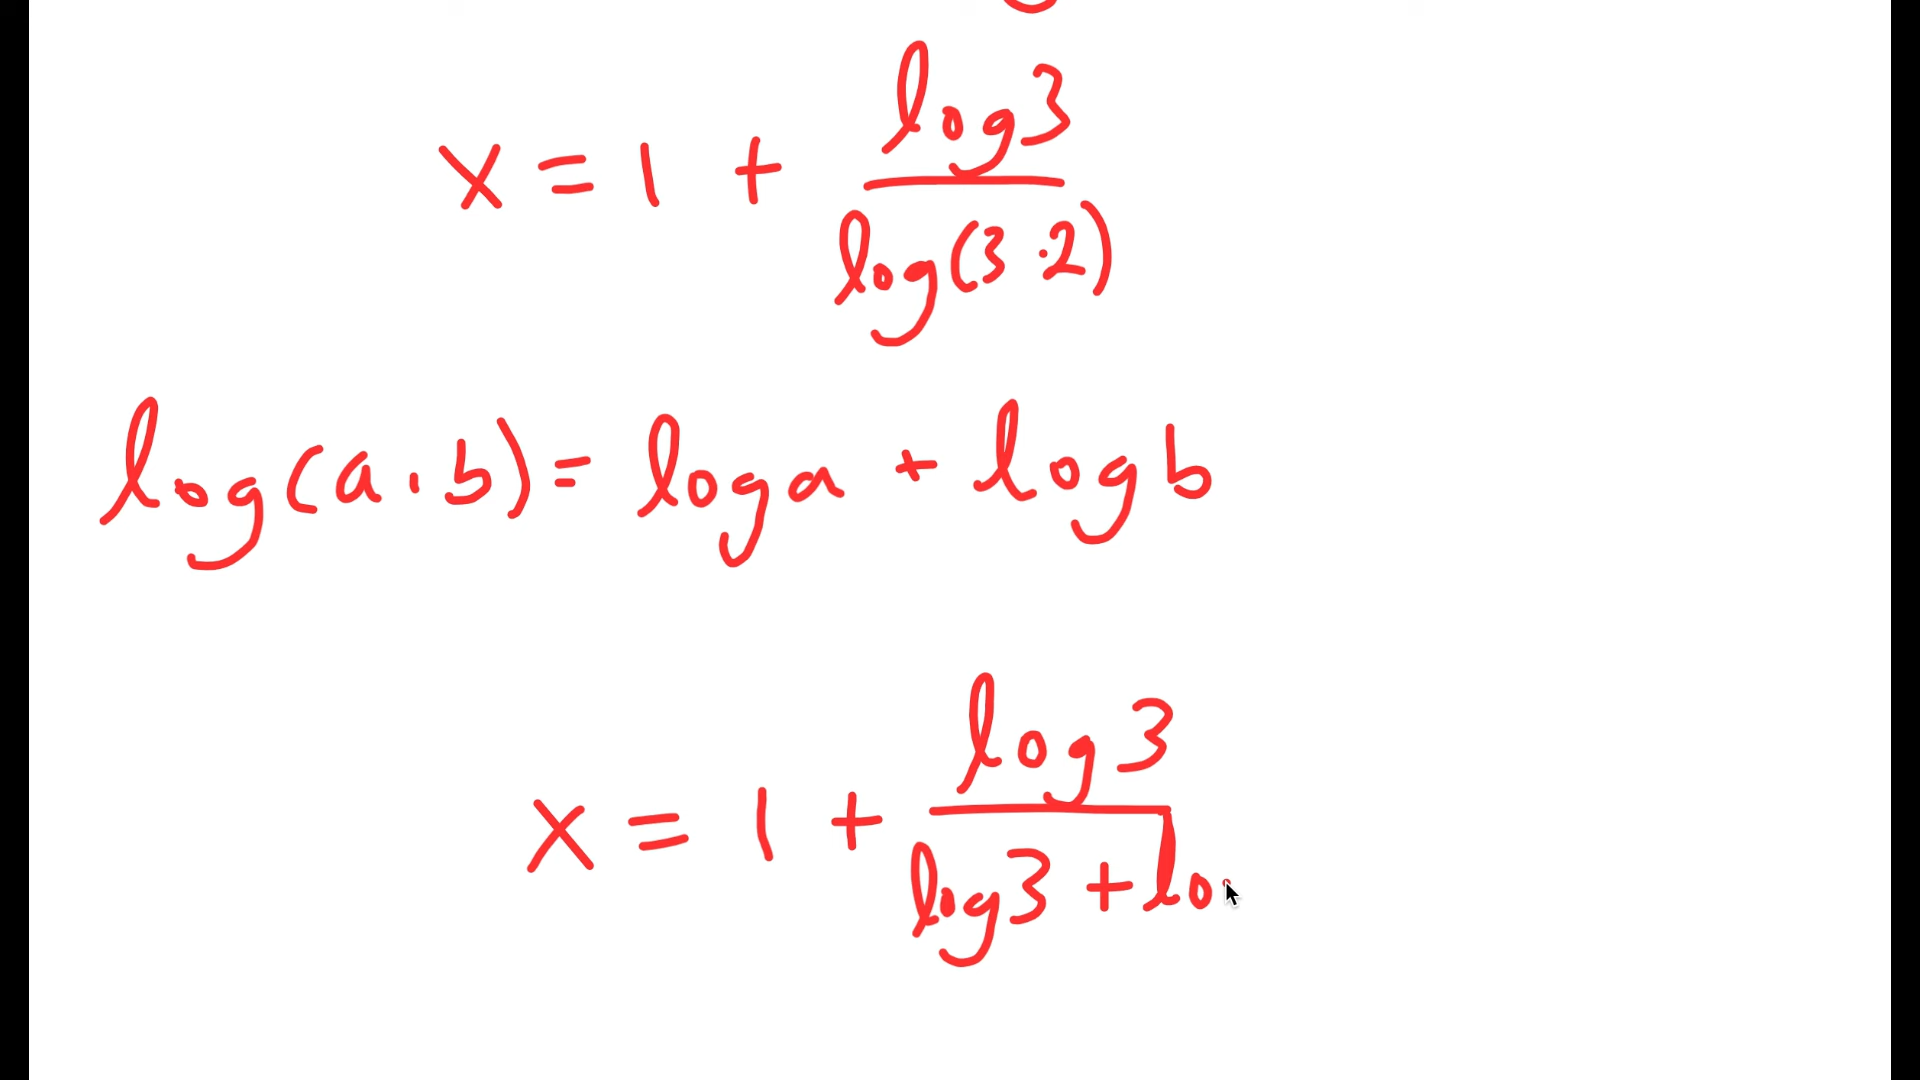 x = 1 + log3 / log(3·2)
log(a·b) = loga + logb
x = 1 + log3 / log3 + lo